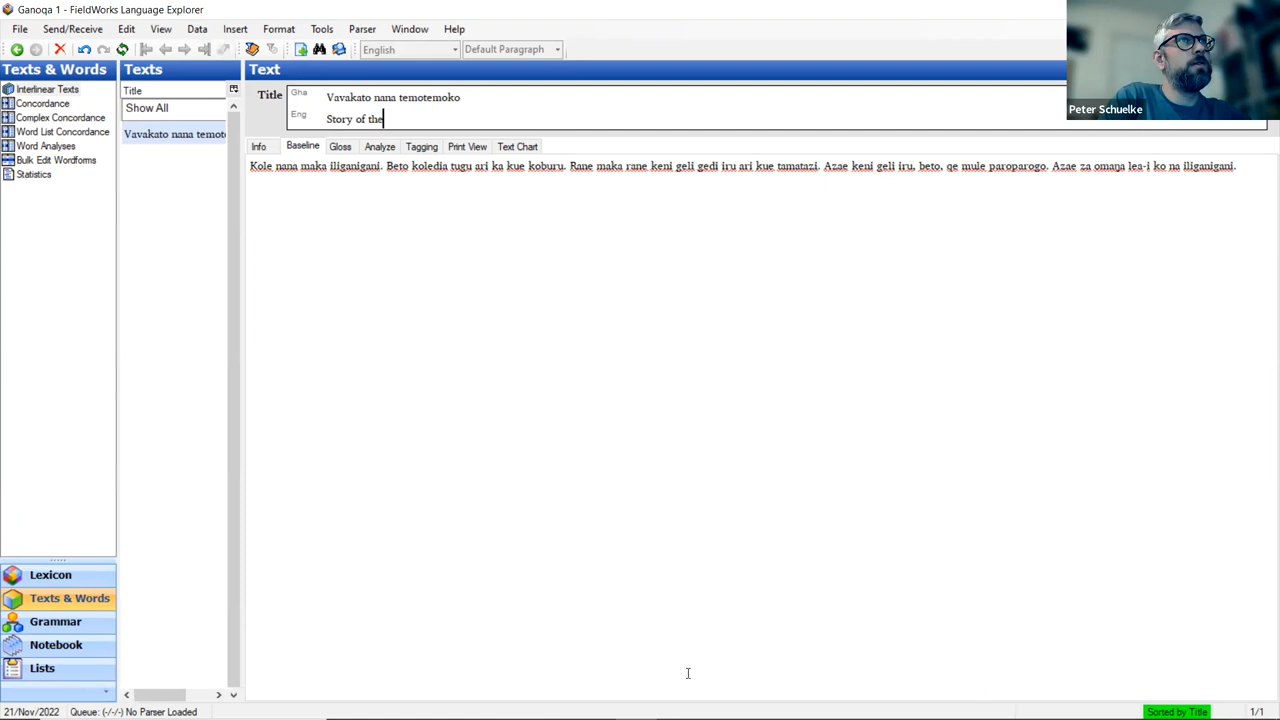 Ganoqa 1 - FieldWorks Language Explorer
File Send/Receive Edit View Data Insert Format Tools Parser Window Help
English Default Paragraph
Peter Schuelke
Texts & Words
Interlinear Texts
Concordance
Complex Concordance
Word List Concordance
Word Analyses
Bulk Edit Wordforms
Statistics
Texts
Title
Show All
Vavakato nana temot
Text
Title
Gha Vavakato nana temotemoko
Eng Story of the
Info Baseline Gloss Analyze Tagging Print View Text Chart
Kole nana maka iliganigani. Beto koledia tugu ari ka kue koburu. Rane maka rane keni geli gedi iru ari kue tamatazi. Azae keni geli iru, beto, qe mule paroparogo. Azae za omaŋa lea-i ko na iliganigani.
Lexicon
Texts & Words
Grammar
Notebook
Lists
21/Nov/2022 Queue: (-/-/-) No Parser Loaded Sorted by Title 1/1